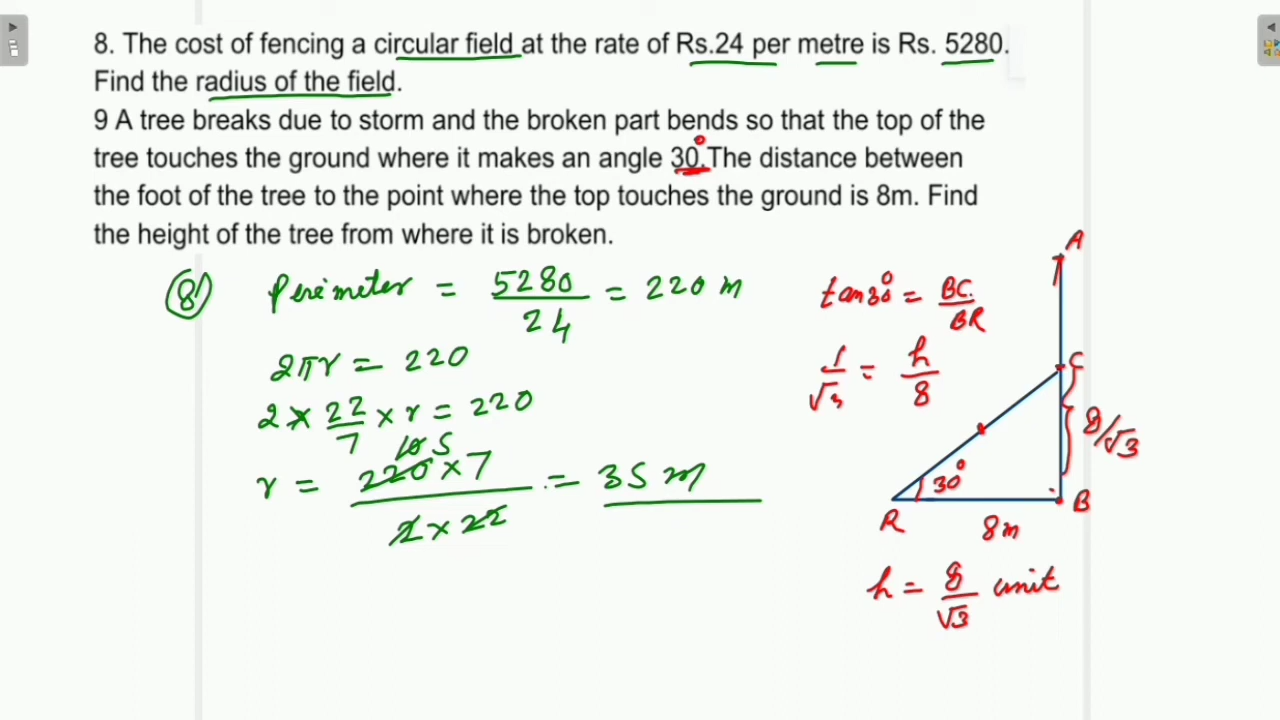 8. The cost of fencing a circular field at the rate of Rs.24 per metre is Rs. 5280.
Find the radius of the field.
9 A tree breaks due to storm and the broken part bends so that the top of the
tree touches the ground where it makes an angle 30°.The distance between
the foot of the tree to the point where the top touches the ground is 8m. Find
the height of the tree from where it is broken.
8 Perimeter = 5280/24 = 220 m
2πr = 220
2 × 22/7 × r = 220
10 5
r = 220 × 7 / 2 × 22 = 35 m
tan30° = BC/BR
1/√3 = h/8
A
C
8/√3
30°
R
B
8m
h = 8/√3 unit